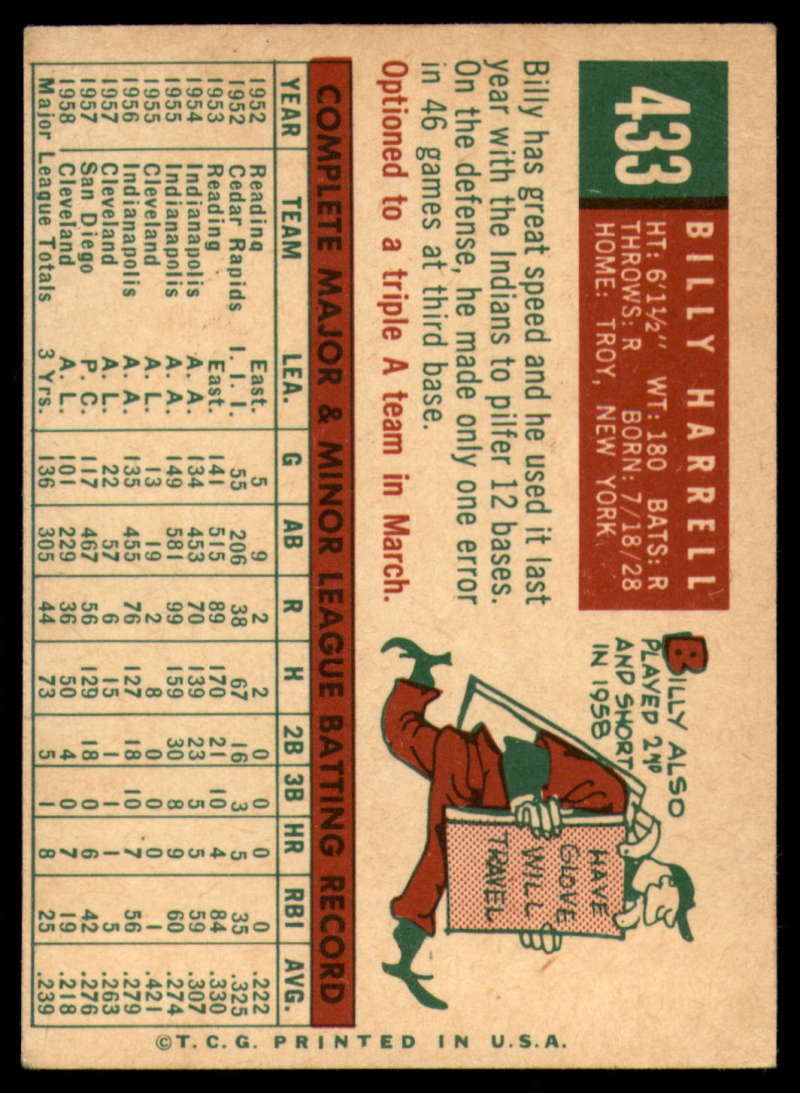 433
BILLY HARRELL
HT: 6'1½" WT: 180 BATS: R
THROWS: R BORN: 7/18/28
HOME: TROY, NEW YORK
Billy has great speed and he used it last
year with the Indians to pilfer 12 bases.
On the defense, he made only one error
in 46 games at third base.
Optioned to a triple A team in March.
BILLY ALSO
PLAYED 2ND
AND SHORT
IN 1958
HAVE
GLOVE
WILL
TRAVEL
COMPLETE MAJOR & MINOR LEAGUE BATTING RECORD
YEAR TEAM LEA. G AB R H 2B 3B HR RBI AVG.
1952 Reading East. 5 9 2 2 0 0 0 0 .222
1952 Cedar Rapids I. I. I. 55 206 38 67 16 3 5 35 .325
1953 Reading East. 141 515 89 170 21 10 4 84 .330
1954 Indianapolis A. A. 134 453 70 139 23 5 5 59 .307
1955 Indianapolis A. A. 149 581 99 159 30 8 9 60 .274
1955 Cleveland A. L. 13 19 2 8 0 0 0 1 .421
1956 Indianapolis A. A. 135 455 76 127 18 10 7 56 .279
1957 Cleveland A. L. 22 57 6 15 1 1 1 5 .263
1957 San Diego P. C. 117 467 56 129 18 0 6 42 .276
1958 Cleveland A. L. 101 229 36 50 4 0 7 19 .218
Major League Totals 3 Yrs. 136 305 44 73 5 1 8 25 .239
©T.C.G. PRINTED IN U.S.A.